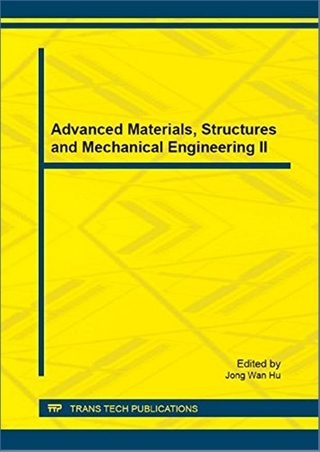 Advanced Materials, Structures
and Mechanical Engineering II
Edited by
Jong Wan Hu
TTP TRANS TECH PUBLICATIONS